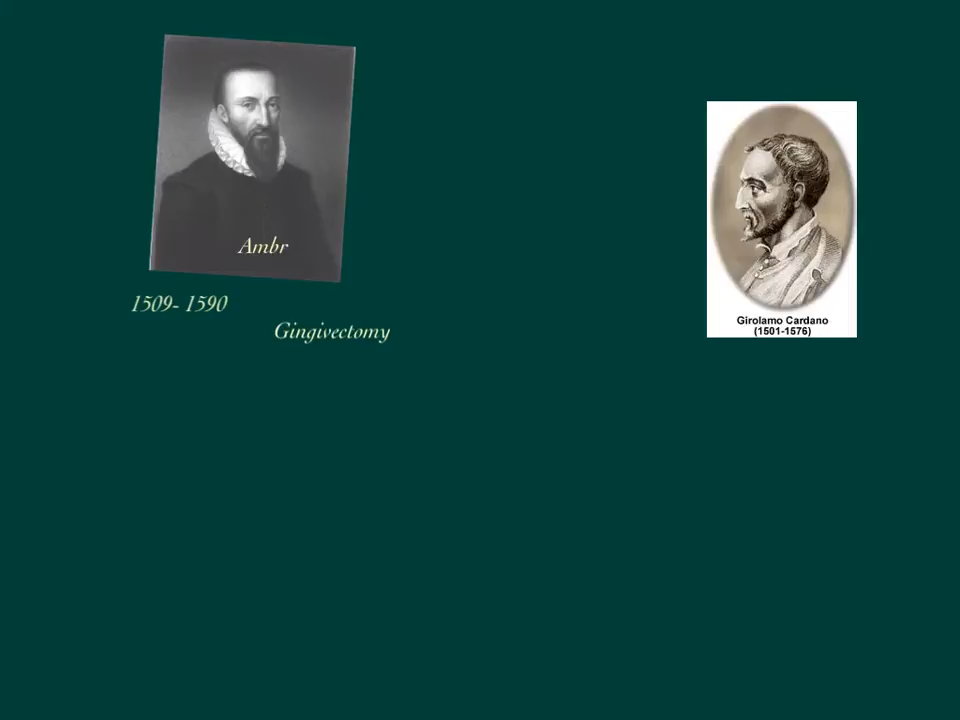 Ambr
1509- 1590
Gingivectomy
Girolamo Cardano
(1501-1576)